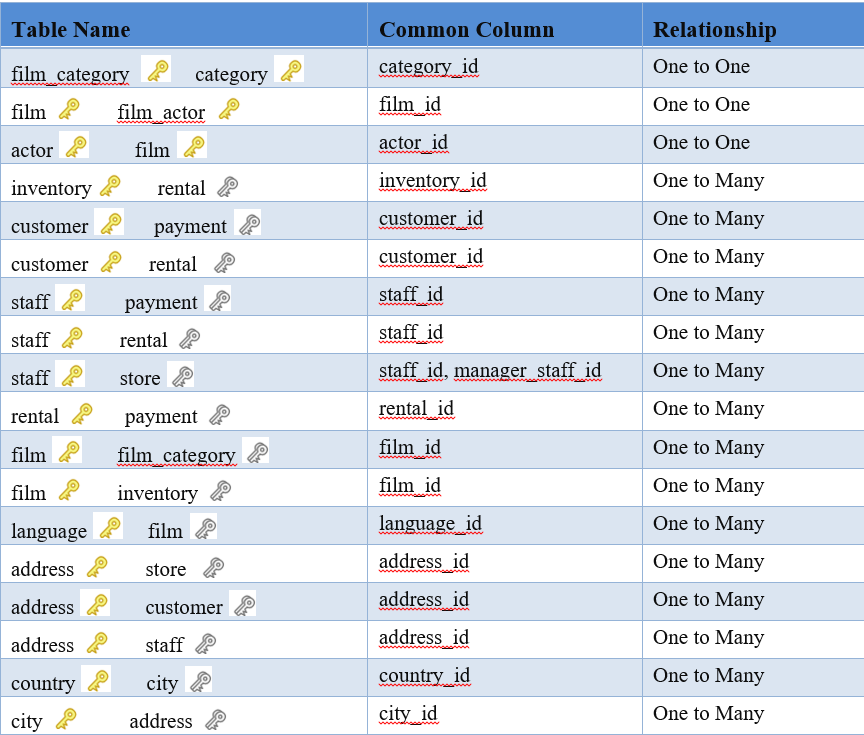 Table Name Common Column Relationship
film_category category category_id One to One
film film_actor film_id One to One
actor film actor_id One to One
inventory rental inventory_id One to Many
customer payment customer_id One to Many
customer rental customer_id One to Many
staff payment staff_id One to Many
staff rental staff_id One to Many
staff store staff_id, manager_staff_id One to Many
rental payment rental_id One to Many
film film_category film_id One to Many
film inventory film_id One to Many
language film language_id One to Many
address store address_id One to Many
address customer address_id One to Many
address staff address_id One to Many
country city country_id One to Many
city address city_id One to Many